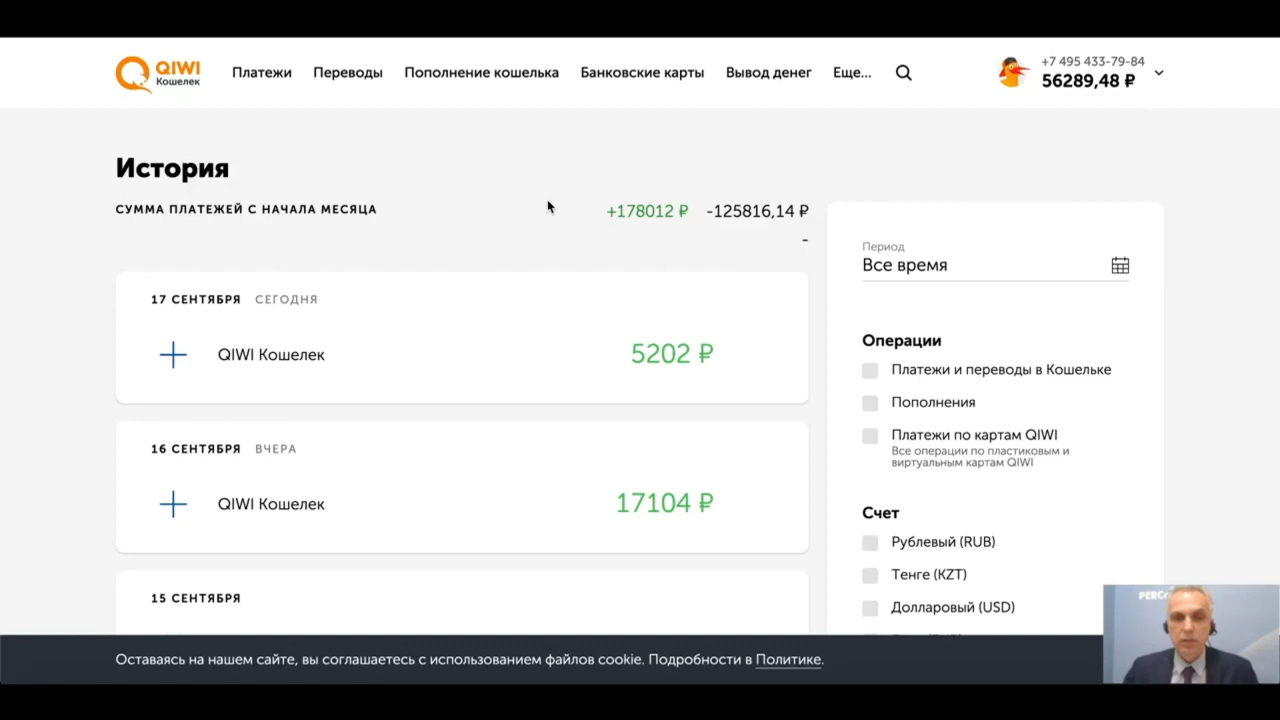 QIWI
Кошелек
Платежи
Переводы
Пополнение кошелька
Банковские карты
Вывод денег
Еще...
+7 495 433-79-84
56289,48 ₽
История
СУММА ПЛАТЕЖЕЙ С НАЧАЛА МЕСЯЦА
+178012 ₽ -125816,14 ₽
-
17 СЕНТЯБРЯ СЕГОДНЯ
QIWI Кошелек 5202 ₽
16 СЕНТЯБРЯ ВЧЕРА
QIWI Кошелек 17104 ₽
15 СЕНТЯБРЯ
Период
Все время
Операции
Платежи и переводы в Кошельке
Пополнения
Платежи по картам QIWI
Все операции по пластиковым и
виртуальным картам QIWI
Счет
Рублевый (RUB)
Тенге (KZT)
Долларовый (USD)
Оставаясь на нашем сайте, вы соглашаетесь с использованием файлов cookie. Подробности в Политике.